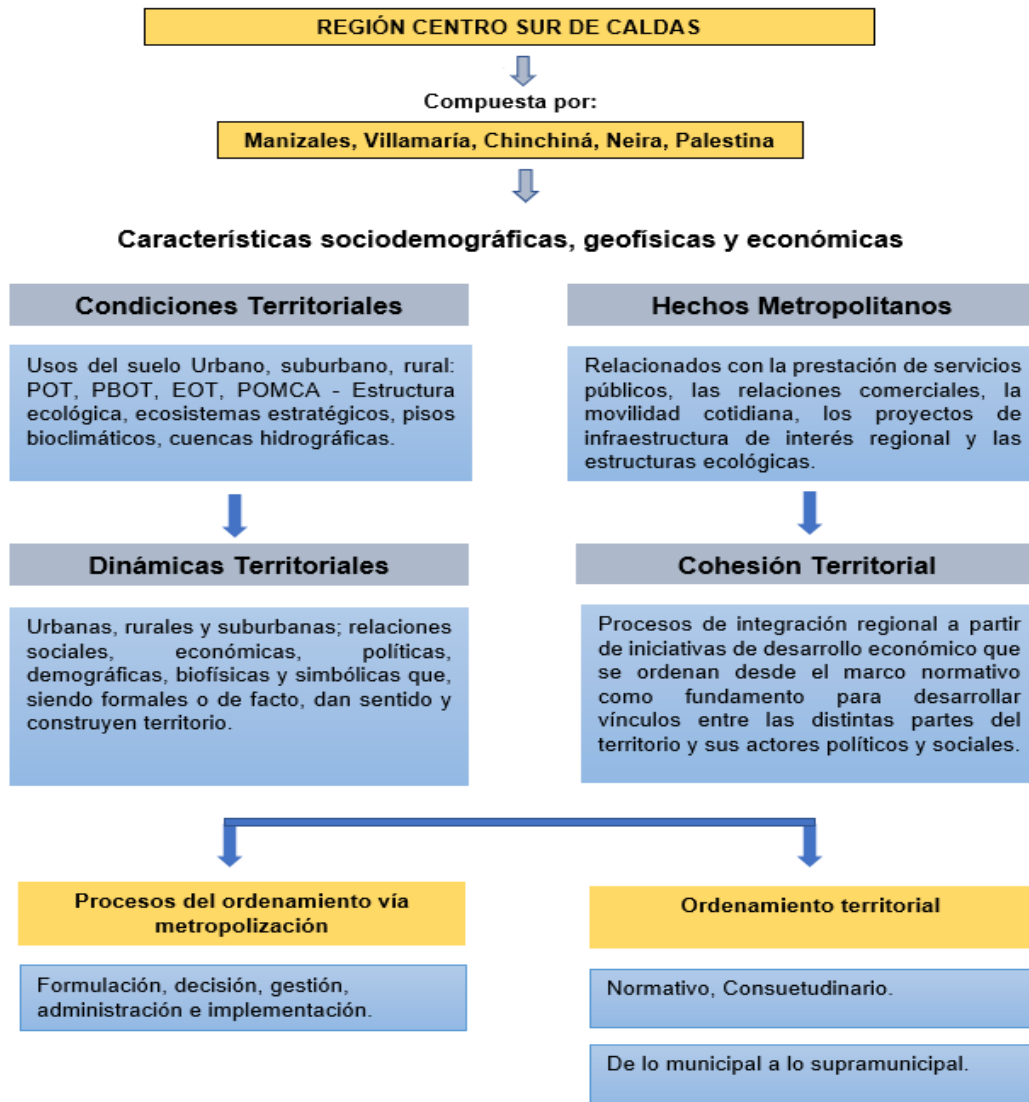 REGIÓN CENTRO SUR DE CALDAS
Compuesta por:
Manizales, Villamaría, Chinchiná, Neira, Palestina
Características sociodemográficas, geofísicas y económicas
Condiciones Territoriales
Usos del suelo Urbano, suburbano, rural:
POT, PBOT, EOT, POMCA - Estructura
ecológica, ecosistemas estratégicos, pisos
bioclimáticos, cuencas hidrográficas.
Hechos Metropolitanos
Relacionados con la prestación de servicios
públicos, las relaciones comerciales, la
movilidad cotidiana, los proyectos de
infraestructura de interés regional y las
estructuras ecológicas.
Dinámicas Territoriales
Urbanas, rurales y suburbanas; relaciones
sociales, económicas, políticas,
demográficas, biofísicas y simbólicas que,
siendo formales o de facto, dan sentido y
construyen territorio.
Cohesión Territorial
Procesos de integración regional a partir
de iniciativas de desarrollo económico que
se ordenan desde el marco normativo
como fundamento para desarrollar
vínculos entre las distintas partes del
territorio y sus actores políticos y sociales.
Procesos del ordenamiento vía
metropolización
Formulación, decisión, gestión,
administración e implementación.
Ordenamiento territorial
Normativo, Consuetudinario.
De lo municipal a lo supramunicipal.